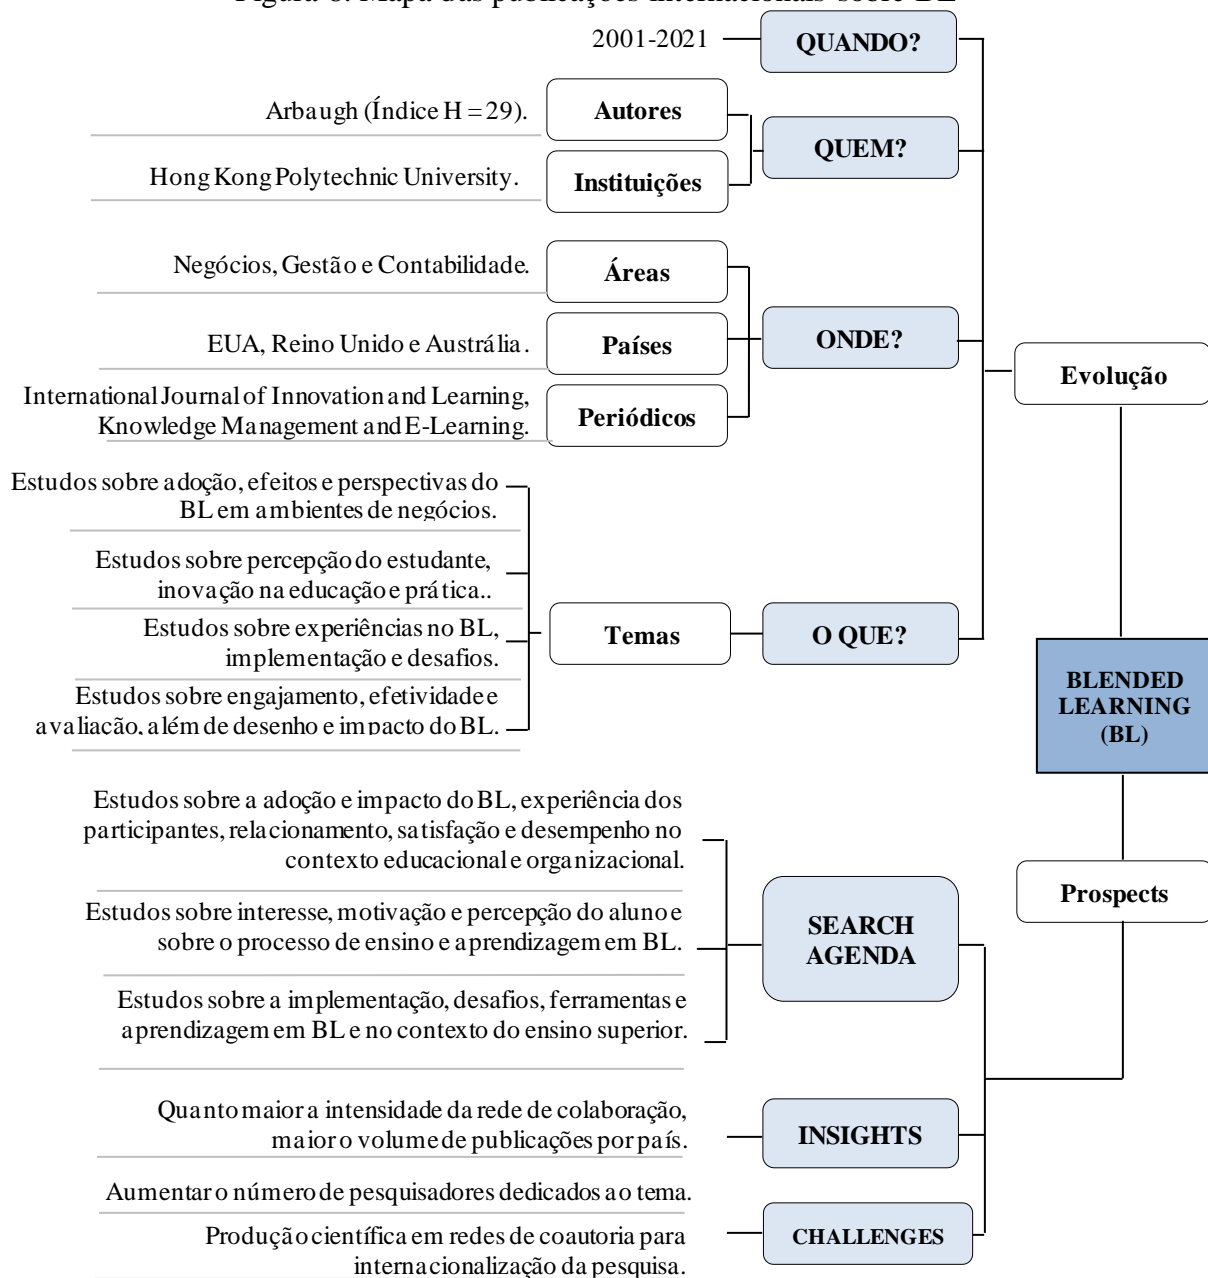 Figura 8: Mapa das publicações internacionais sobre BL
2001-2021
QUANDO?
Arbaugh (Índice H = 29).
Autores
QUEM?
Hong Kong Polytechnic University.
Instituições
Negócios, Gestão e Contabilidade.
Áreas
EUA, Reino Unido e Austrália.
Países
ONDE?
International Journal of Innovation and Learning,
Knowledge Management and E-Learning.
Periódicos
Evolução
Estudos sobre adoção, efeitos e perspectivas do
BL em ambientes de negócios.
Estudos sobre percepção do estudante,
inovação na educação e prática..
Estudos sobre experiências no BL,
implementação e desafios.
Estudos sobre engajamento, efetividade e
avaliação, além de desenho e impacto do BL.
Temas
O QUE?
BLENDED
LEARNING
(BL)
Estudos sobre a adoção e impacto do BL, experiência dos
participantes, relacionamento, satisfação e desempenho no
contexto educacional e organizacional.
Estudos sobre interesse, motivação e percepção do aluno e
sobre o processo de ensino e aprendizagem em BL.
Estudos sobre a implementação, desafios, ferramentas e
aprendizagem em BL e no contexto do ensino superior.
SEARCH
AGENDA
Prospects
Quanto maior a intensidade da rede de colaboração,
maior o volume de publicações por país.
INSIGHTS
Aumentar o número de pesquisadores dedicados ao tema.
Produção científica em redes de coautoria para
internacionalização da pesquisa.
CHALLENGES